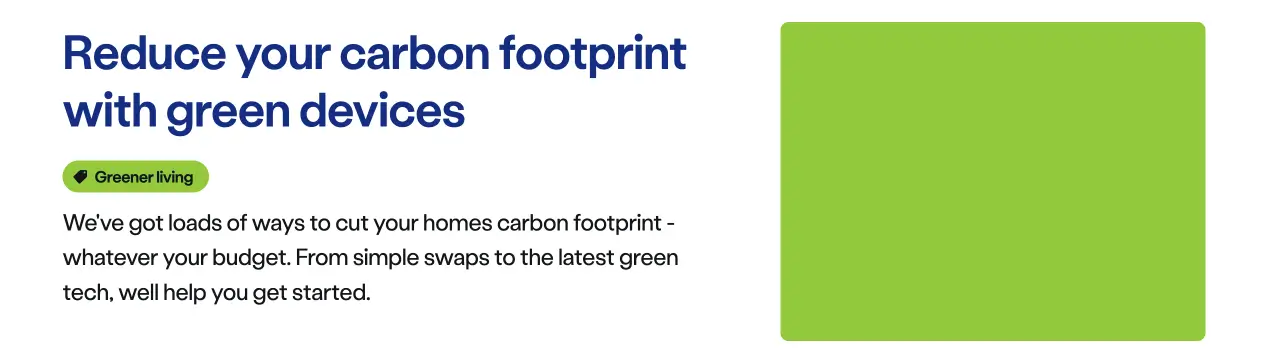 Reduce your carbon footprint
with green devices
Greener living
We've got loads of ways to cut your homes carbon footprint -
whatever your budget. From simple swaps to the latest green
tech, well help you get started.